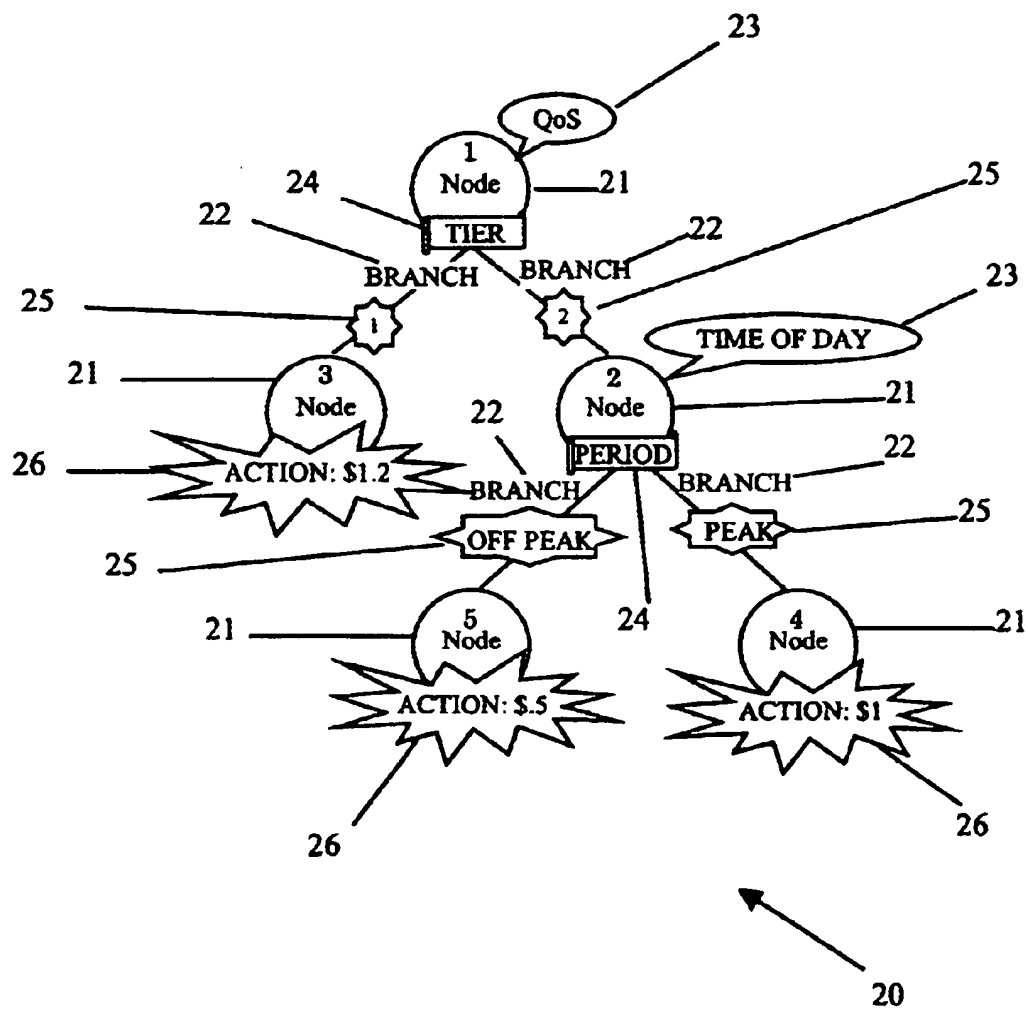 23
QoS
1
Node
21
24
25
22
TIER
22
BRANCH
BRANCH
25
1
2
23
TIME OF DAY
21
3
Node
2
Node
21
22
22
26
ACTION: $1.2
PERIOD
BRANCH
BRANCH
25
OFF PEAK
PEAK
25
21
5
Node
24
4
Node
21
ACTION: $.5
ACTION: $1
26
26
20